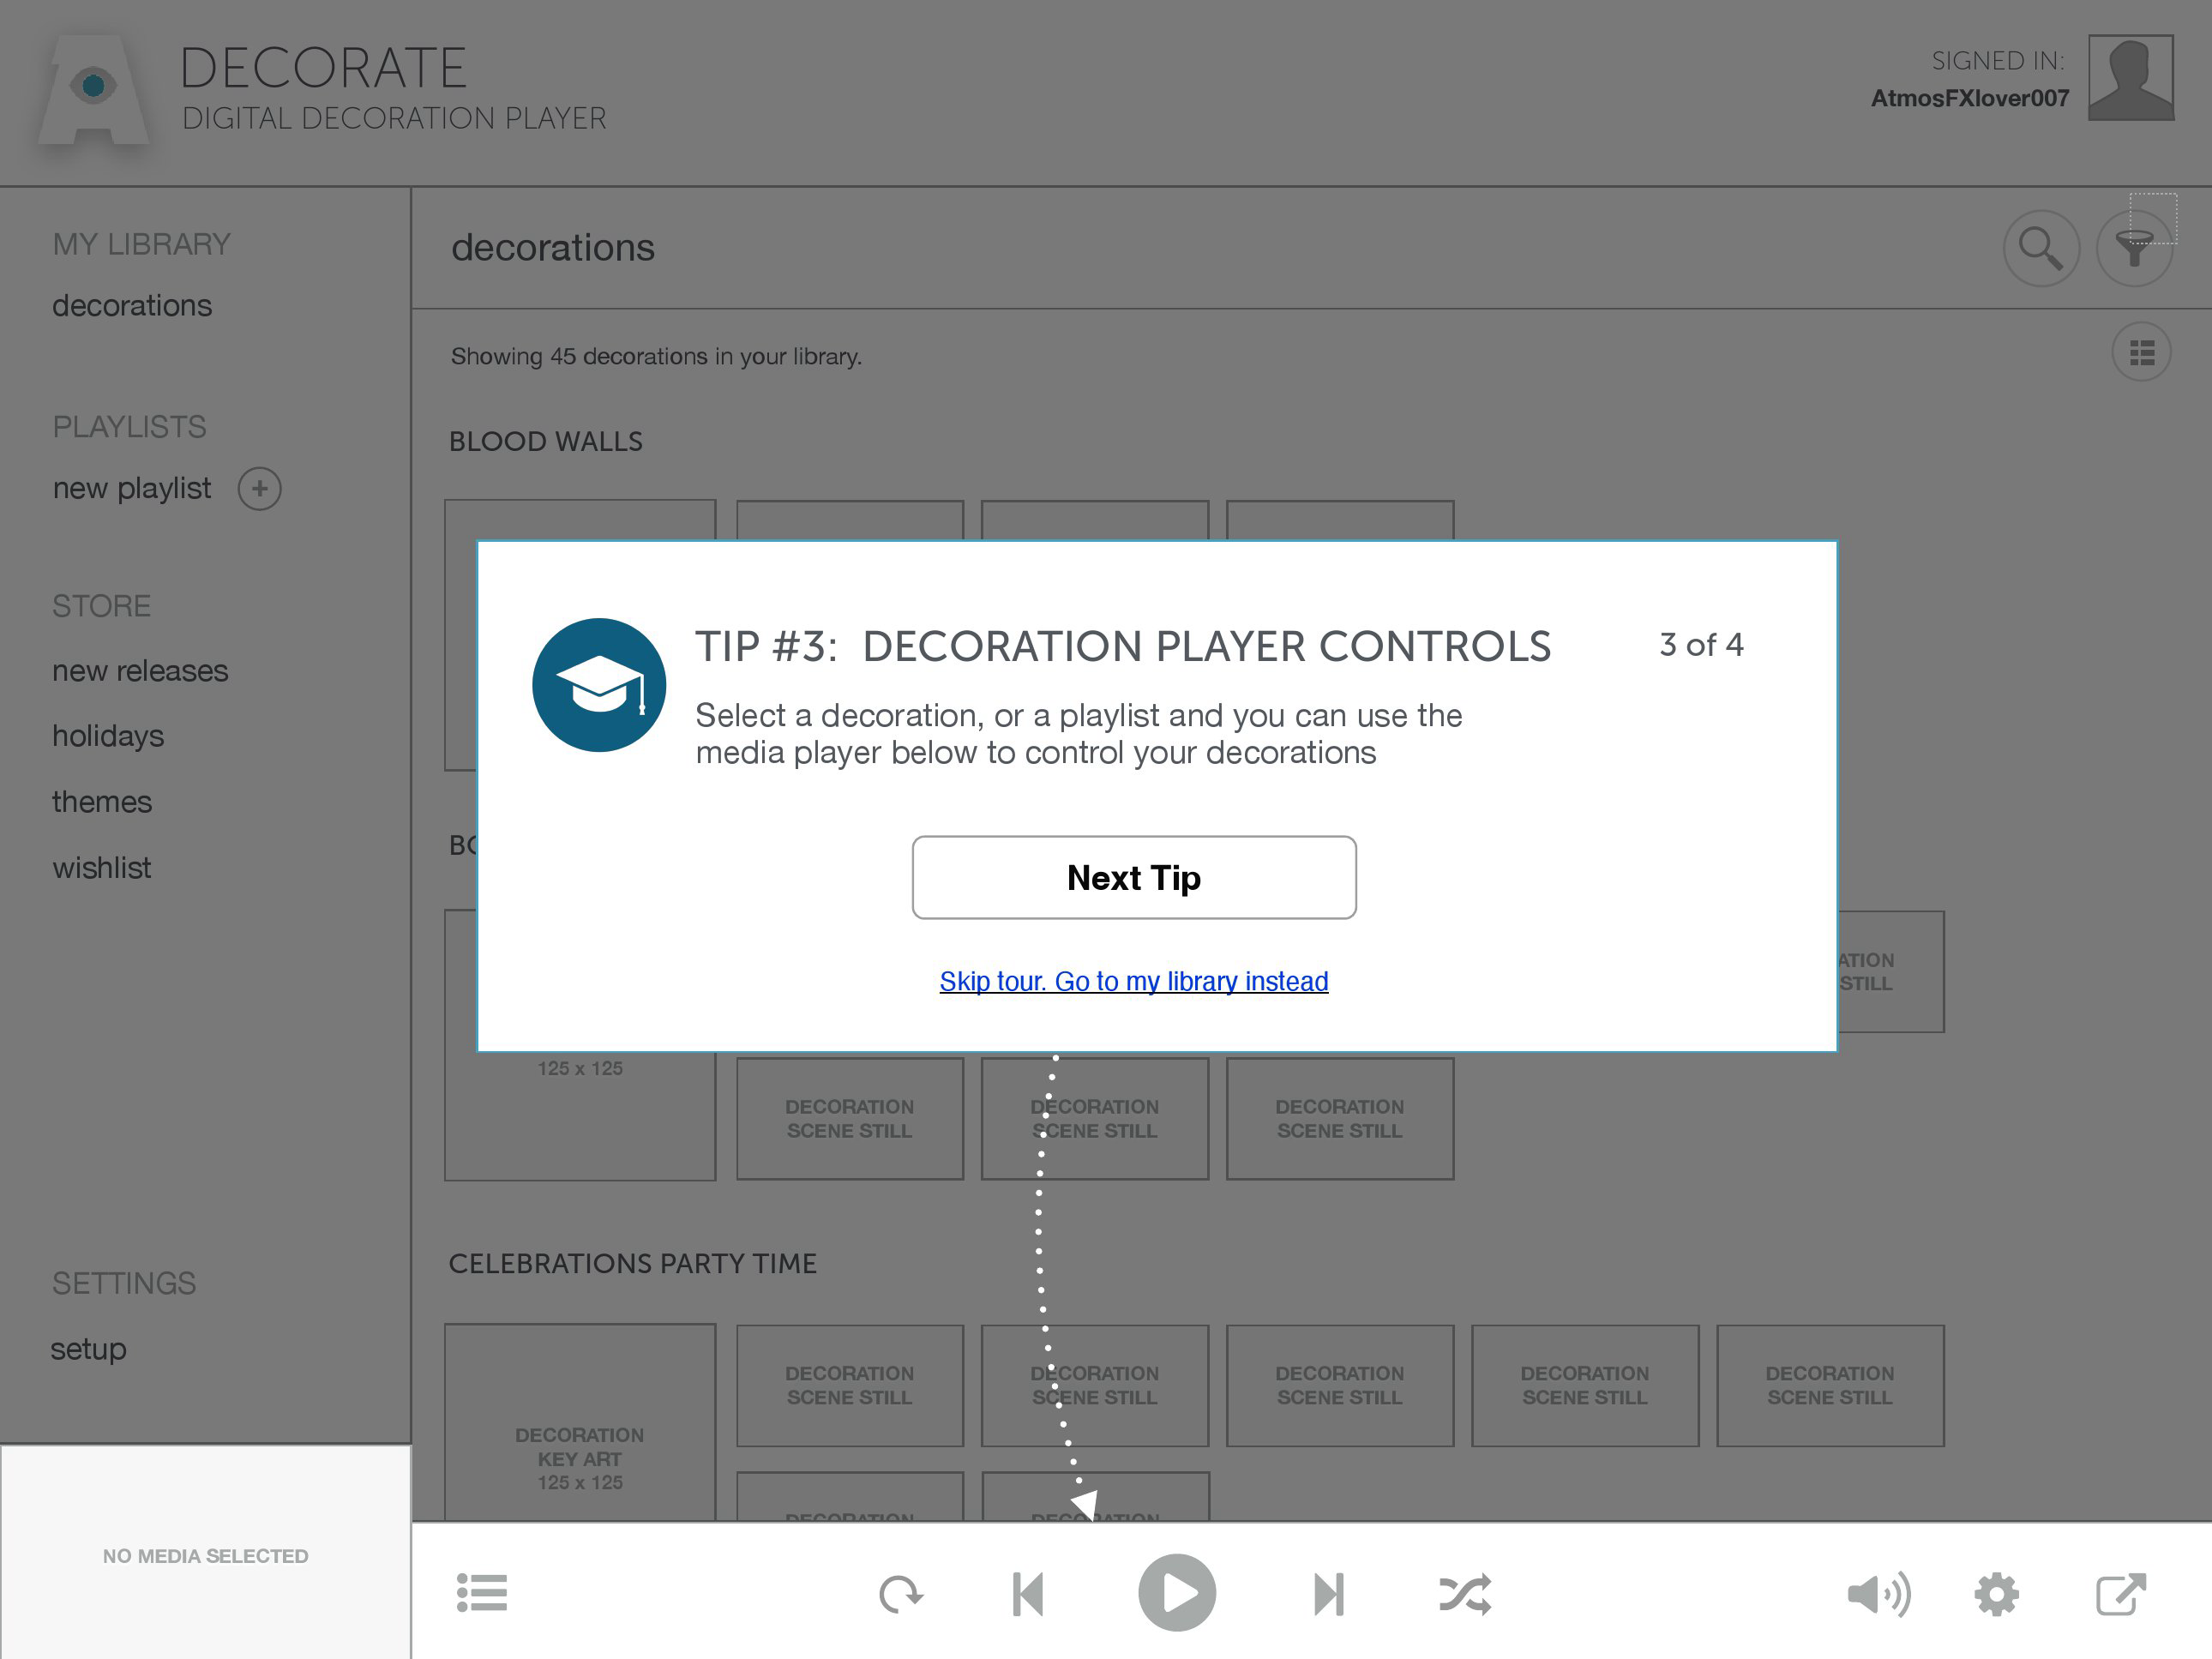 DECORATE
DIGITAL DECORATION PLAYER
SIGNED IN:
AtmosFXlover007
MY LIBRARY
decorations
PLAYLISTS
new playlist
STORE
new releases
holidays
themes
wishlist
SETTINGS
setup
NO MEDIA SELECTED
decorations
Showing 45 decorations in your library.
BLOOD WALLS
TIP #3: DECORATION PLAYER CONTROLS
3 of 4
Select a decoration, or a playlist and you can use the
media player below to control your decorations
Next Tip
Skip tour. Go to my library instead
STILL
125 x 125
DECORATION
SCENE STILL
DECORATION
SCENE STILL
DECORATION
SCENE STILL
CELEBRATIONS PARTY TIME
DECORATION
KEY ART
125 x 125
DECORATION
SCENE STILL
DECORATION
SCENE STILL
DECORATION
SCENE STILL
DECORATION
SCENE STILL
DECORATION
SCENE STILL
DECORATION
DECORATION